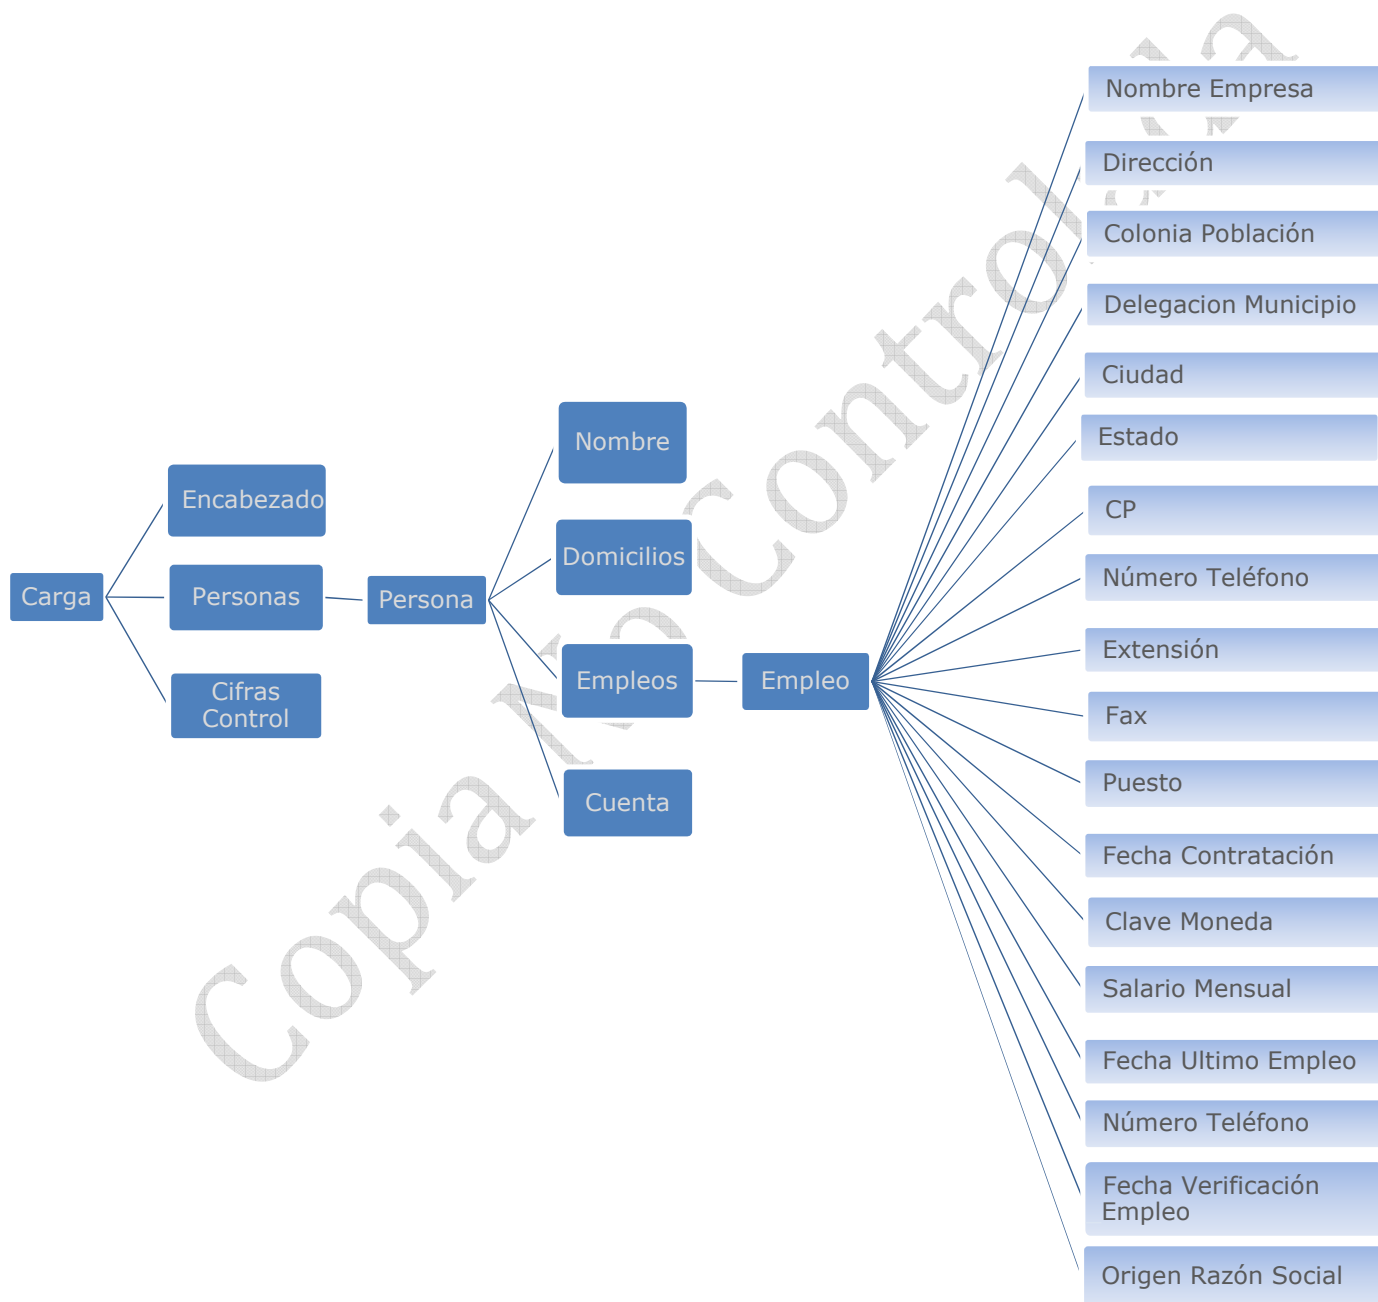 Carga
Encabezado
Personas
Cifras
Control
Persona
Nombre
Domicilios
Empleos
Cuenta
Empleo
Nombre Empresa
Dirección
Colonia Población
Delegacion Municipio
Ciudad
Estado
CP
Número Teléfono
Extensión
Fax
Puesto
Fecha Contratación
Clave Moneda
Salario Mensual
Fecha Ultimo Empleo
Número Teléfono
Fecha Verificación
Empleo
Origen Razón Social
Copia No Controlada